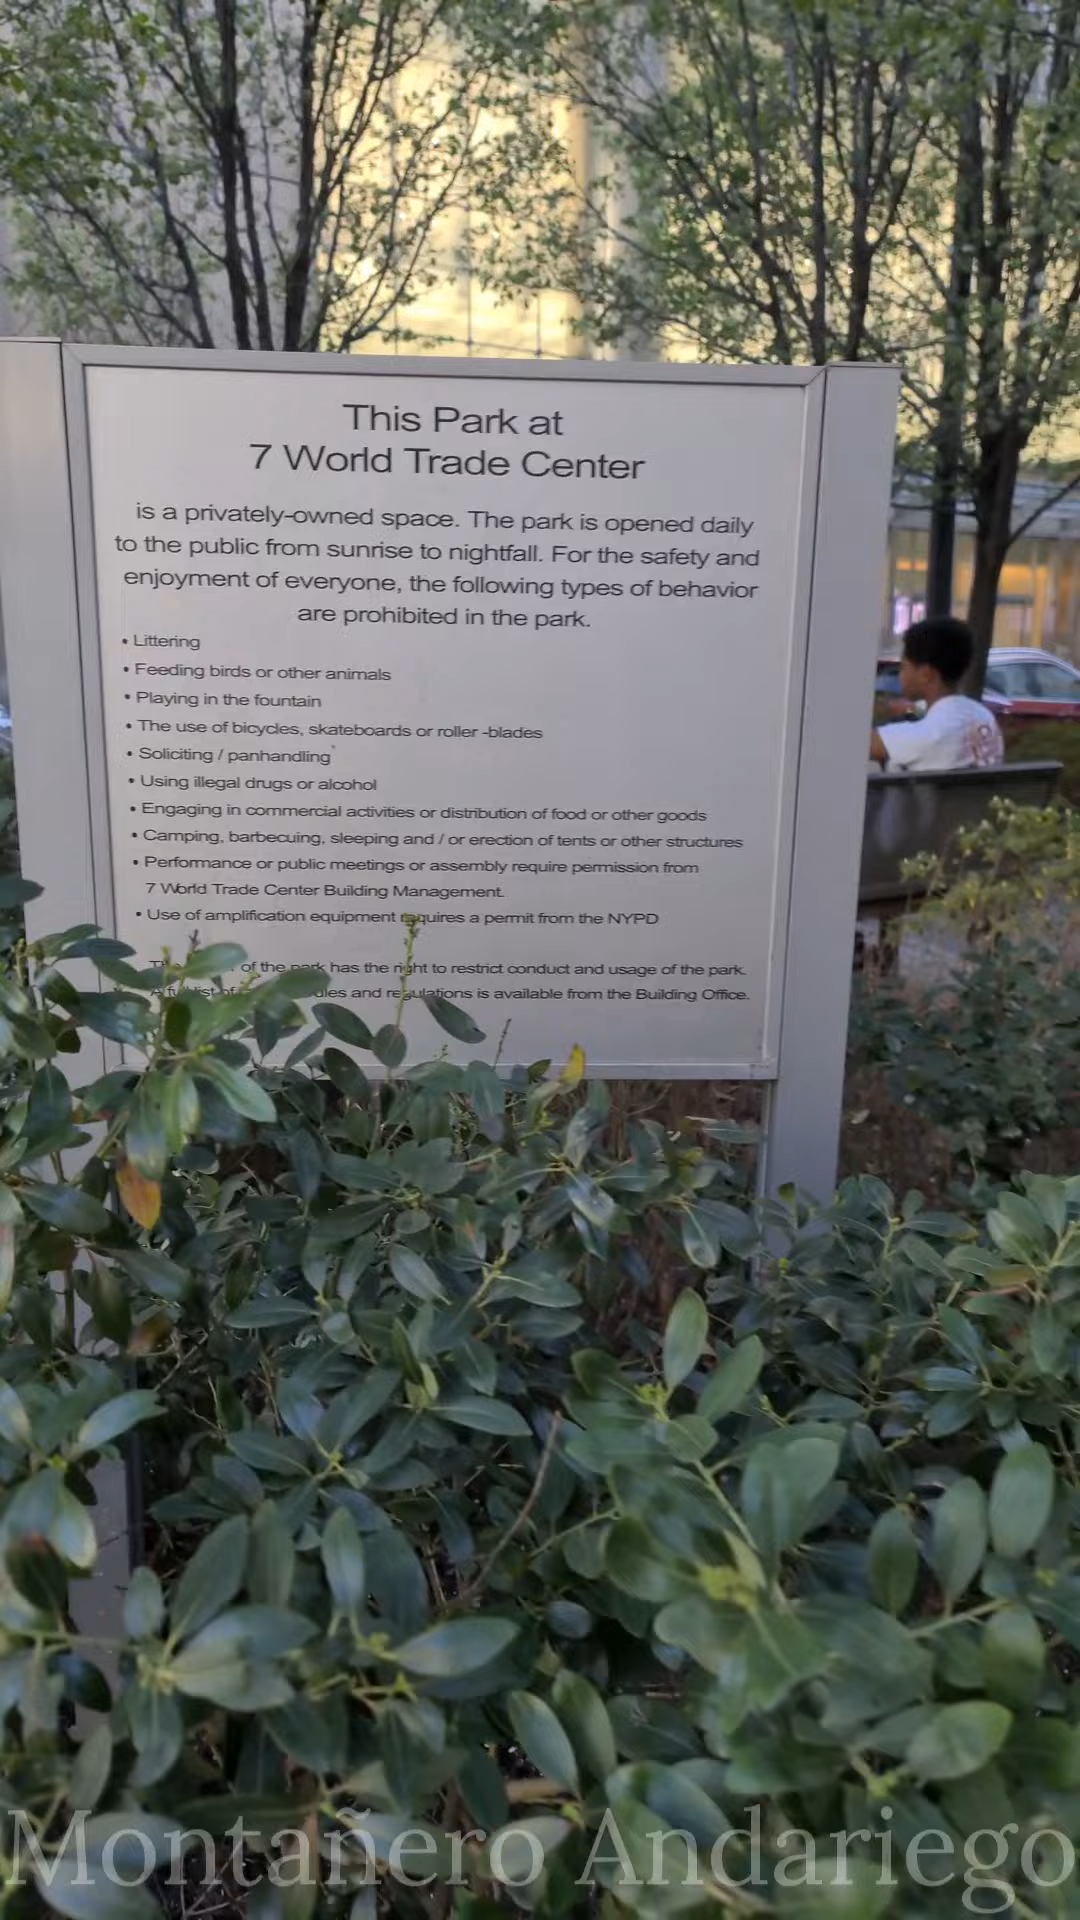 This Park at
7 World Trade Center
is a privately-owned space. The park is opened daily
to the public from sunrise to nightfall. For the safety and
enjoyment of everyone, the following types of behavior
are prohibited in the park.
• Littering
• Feeding birds or other animals
• Playing in the fountain
• The use of bicycles, skateboards or roller -blades
• Soliciting / panhandling
• Using illegal drugs or alcohol
• Engaging in commercial activities or distribution of food or other goods
• Camping, barbecuing, sleeping and / or erection of tents or other structures
• Performance or public meetings or assembly require permission from
7 World Trade Center Building Management.
• Use of amplification equipment requires a permit from the NYPD
of the park has the right to restrict conduct and usage of the park.
A full list of rules and regulations is available from the Building Office.
Montañero Andariego